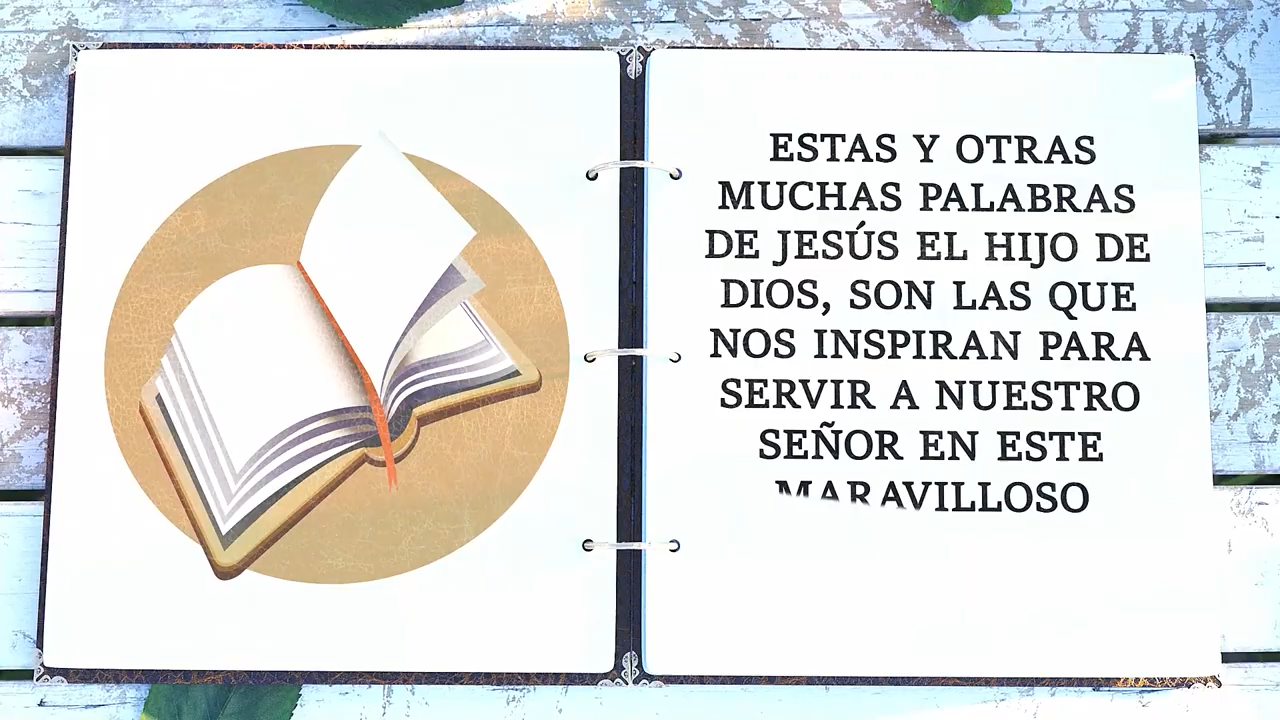 ESTAS Y OTRAS
MUCHAS PALABRAS
DE JESÚS EL HIJO DE
DIOS, SON LAS QUE
NOS INSPIRAN PARA
SERVIR A NUESTRO
SEÑOR EN ESTE
MARAVILLOSO